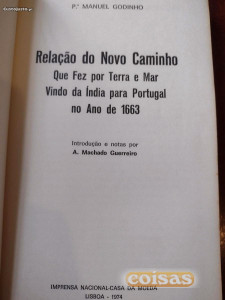 P.e MANUEL GODINHO
Relação do Novo Caminho
Que Fez por Terra e Mar
Vindo da Índia para Portugal
no Ano de 1663
Introdução e notas por
A. Machado Guerreiro
IMPRENSA NACIONAL-CASA DA MOEDA
LISBOA - 1974
coisas